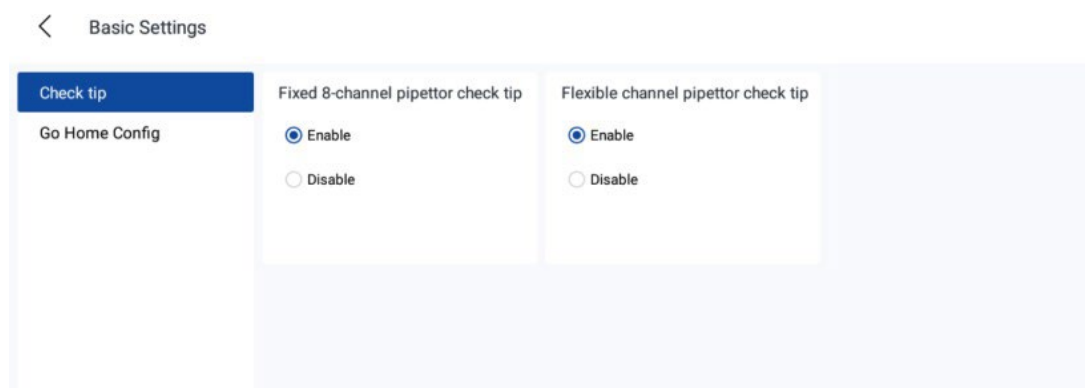 Basic Settings
Check tip
Go Home Config
Fixed 8-channel pipettor check tip
Enable
Disable
Flexible channel pipettor check tip
Enable
Disable